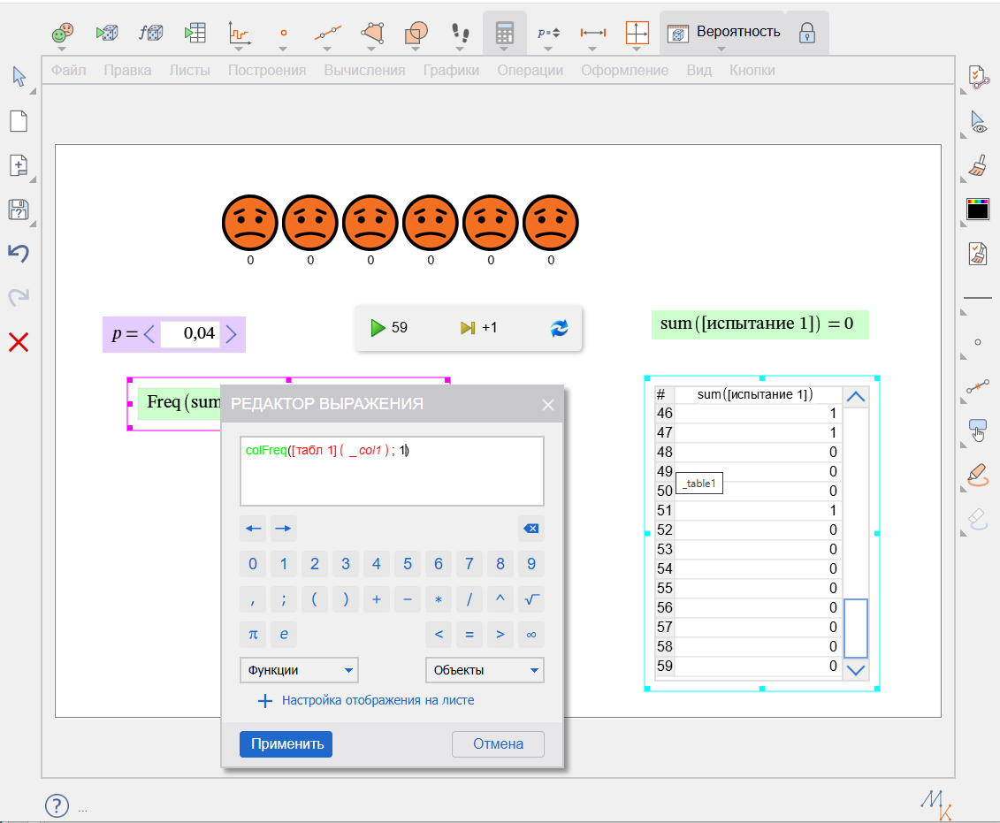 p=
Вероятность
Файл Правка Листы Построения Вычисления Графики Операции Оформление Вид Кнопки
0 0 0 0 0 0
p = 0,04
59 +1
sum([испытание 1]) = 0
Freq(sum
РЕДАКТОР ВЫРАЖЕНИЯ
colFreq([табл 1]( _col1 ); 1)
0 1 2 3 4 5 6 7 8 9
, ; ( ) + − * / ^ √
π e < = > ∞
Функции Объекты
Настройка отображения на листе
Применить Отмена
# sum([испытание 1])
46 1
47 1
48 0
49 0
_table1
50 0
51 1
52 0
53 0
54 0
55 0
56 0
57 0
58 0
59 0
? ...
МК